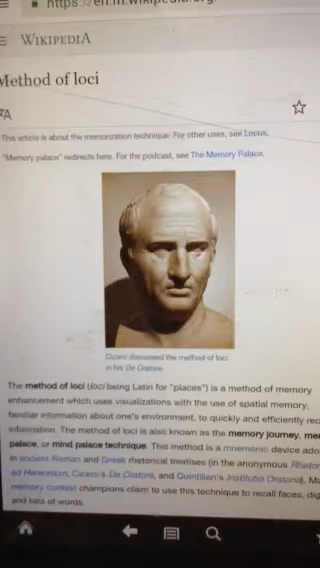 https://en.m.wikipedia.org
WIKIPEDIA
Method of loci
This article is about the memorization technique. For other uses, see Locus.
"Memory palace" redirects here. For the podcast, see The Memory Palace.
Cicero discussed the method of loci
in his De Oratore.
The method of loci (loci being Latin for "places") is a method of memory
enhancement which uses visualizations with the use of spatial memory,
familiar information about one's environment, to quickly and efficiently
information. The method of loci is also known as the memory journey,
palace, or mind palace technique. This method is a mnemonic device
in ancient Roman and Greek rhetorical treatises (in the anonymous
ad Herennium, Cicero's De Oratore, and Quintilian's Institutio Oratoria).
memory contest champions claim to use this technique to recall faces,
and lists of words.